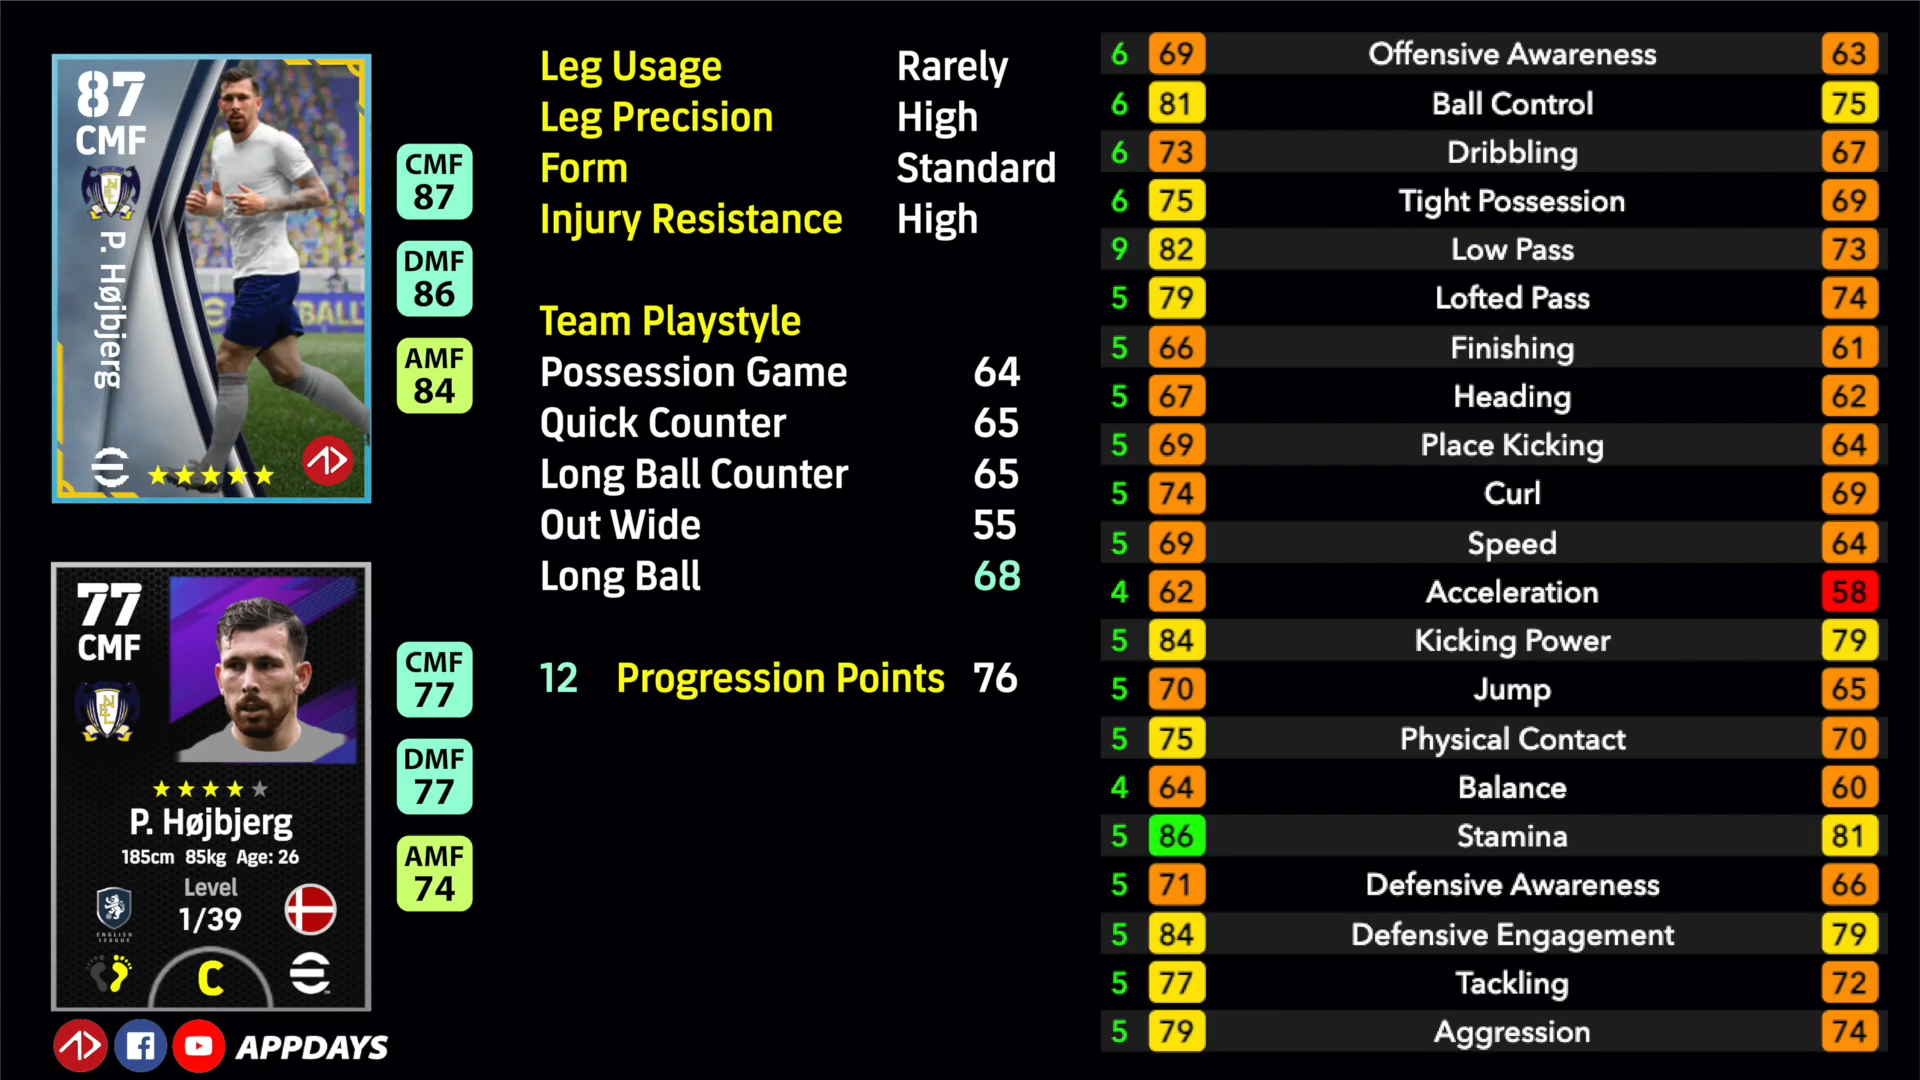 87
CMF
P. Højbjerg
CMF
87
DMF
86
AMF
84
BALL
77
CMF
NEL
P. Højbjerg
185cm 85kg Age: 26
Level
1/39
ENGLISH
LEAGUE
C
CMF
77
DMF
77
AMF
74
APPDAYS
Leg Usage Rarely
Leg Precision High
Form Standard
Injury Resistance High
Team Playstyle
Possession Game 64
Quick Counter 65
Long Ball Counter 65
Out Wide 55
Long Ball 68
12 Progression Points 76
6 69 Offensive Awareness 63
6 81 Ball Control 75
6 73 Dribbling 67
6 75 Tight Possession 69
9 82 Low Pass 73
5 79 Lofted Pass 74
5 66 Finishing 61
5 67 Heading 62
5 69 Place Kicking 64
5 74 Curl 69
5 69 Speed 64
4 62 Acceleration 58
5 84 Kicking Power 79
5 70 Jump 65
5 75 Physical Contact 70
4 64 Balance 60
5 86 Stamina 81
5 71 Defensive Awareness 66
5 84 Defensive Engagement 79
5 77 Tackling 72
5 79 Aggression 74